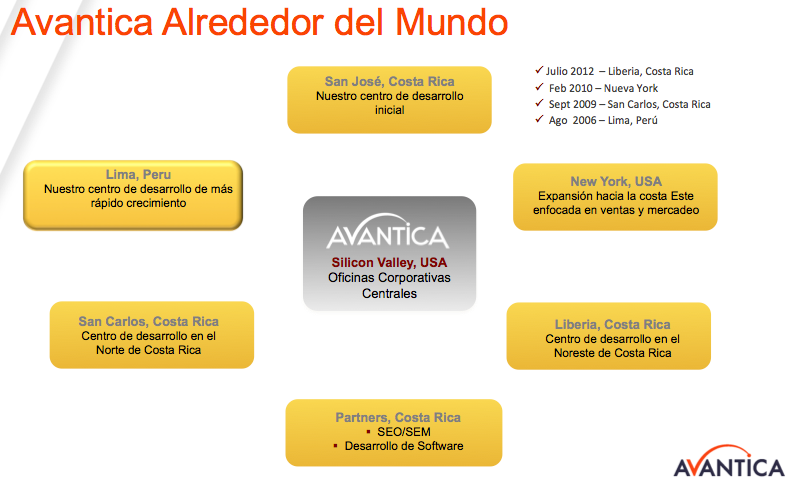 Avantica Alrededor del Mundo
San José, Costa Rica
Nuestro centro de desarrollo
inicial
✓ Julio 2012 – Liberia, Costa Rica
✓ Feb 2010 – Nueva York
✓ Sept 2009 – San Carlos, Costa Rica
✓ Ago 2006 – Lima, Perú
Lima, Peru
Nuestro centro de desarrollo de más
rápido crecimiento
New York, USA
Expansión hacia la costa Este
enfocada en ventas y mercadeo
AVANTICA
Silicon Valley, USA
Oficinas Corporativas
Centrales
San Carlos, Costa Rica
Centro de desarrollo en el
Norte de Costa Rica
Liberia, Costa Rica
Centro de desarrollo en el
Noreste de Costa Rica
Partners, Costa Rica
▪ SEO/SEM
▪ Desarrollo de Software
AVANTICA